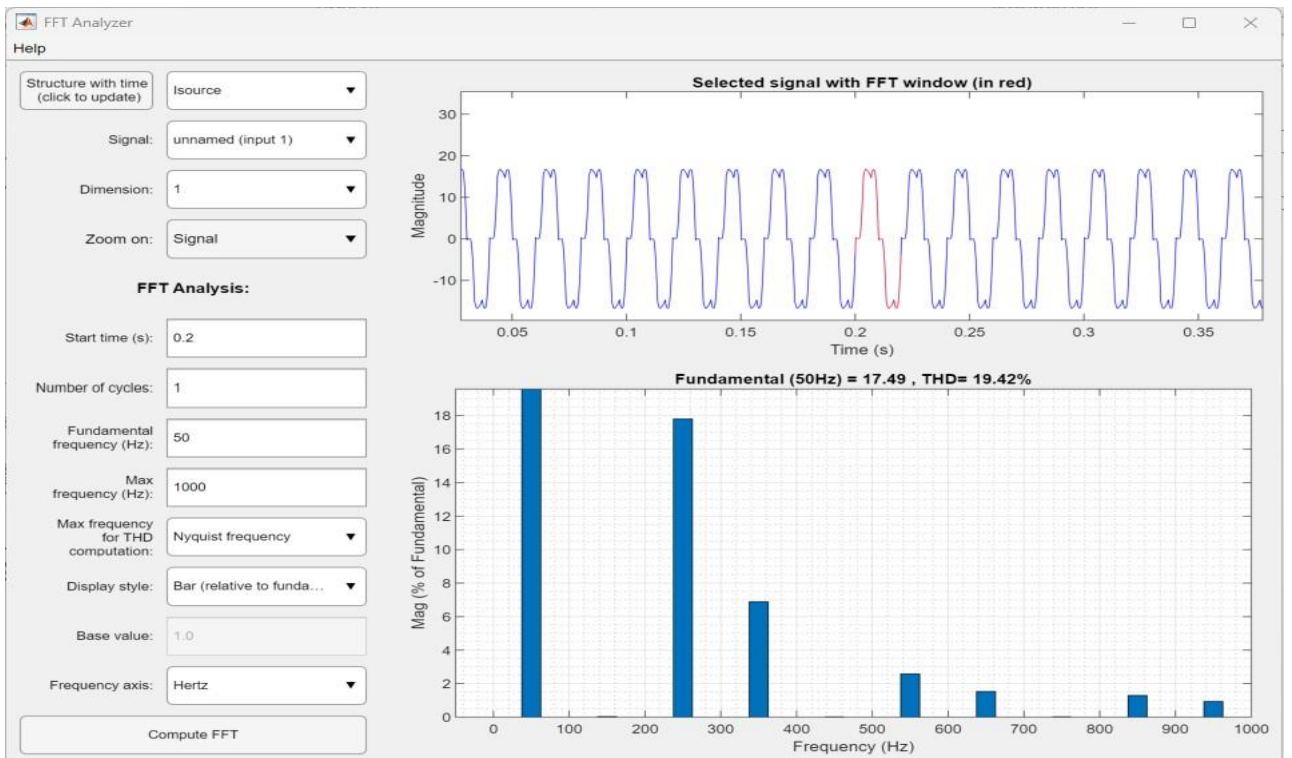 FFT Analyzer
Help
Structure with time
(click to update)
Isource
Signal:
unnamed (input 1)
Dimension:
1
Zoom on:
Signal
FFT Analysis:
Start time (s):
0.2
Number of cycles:
1
Fundamental
frequency (Hz):
50
Max
frequency (Hz):
1000
Max frequency
for THD
computation:
Nyquist frequency
Display style:
Bar (relative to funda...
Base value:
1.0
Frequency axis:
Hertz
Compute FFT
Selected signal with FFT window (in red)
Magnitude
30
20
10
0
-10
0.05 0.1 0.15 0.2 0.25 0.3 0.35
Time (s)
Fundamental (50Hz) = 17.49 , THD= 19.42%
Mag (% of Fundamental)
18
16
14
12
10
8
6
4
2
0
0 100 200 300 400 500 600 700 800 900 1000
Frequency (Hz)